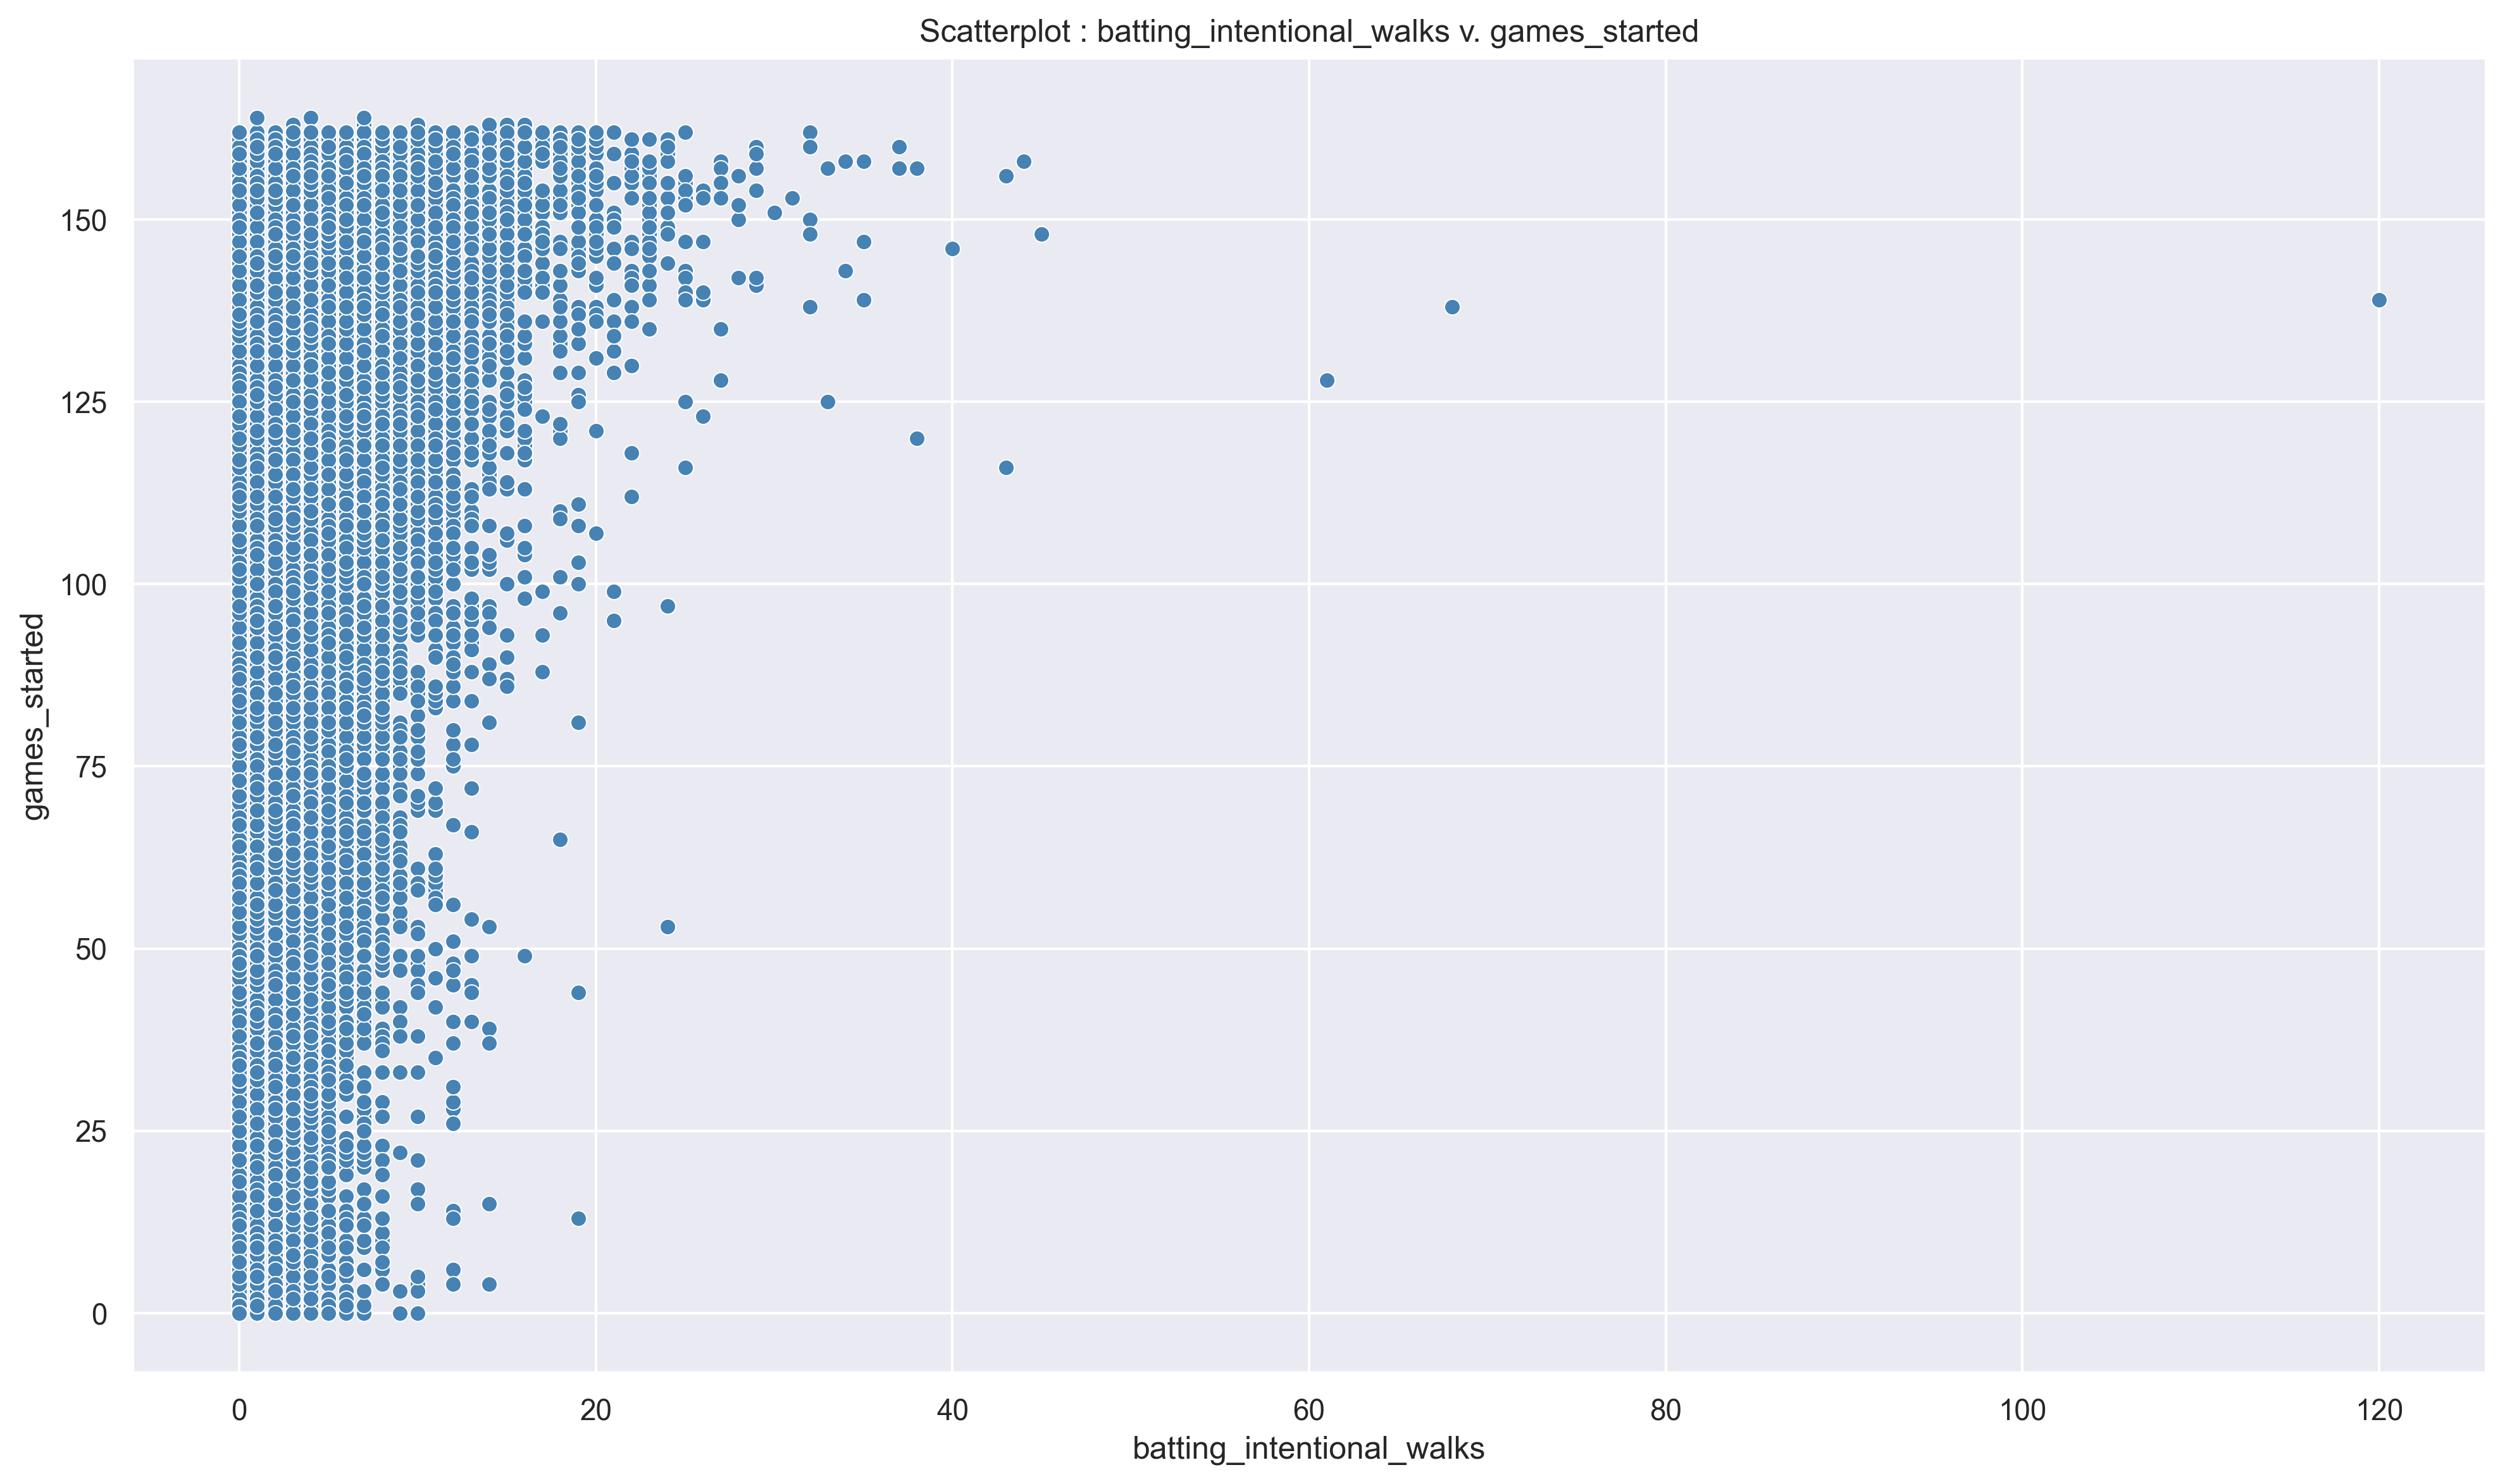 Scatterplot : batting_intentional_walks v. games_started
150
125
100
75
50
25
0
games_started
0 20 40 60 80 100 120
batting_intentional_walks